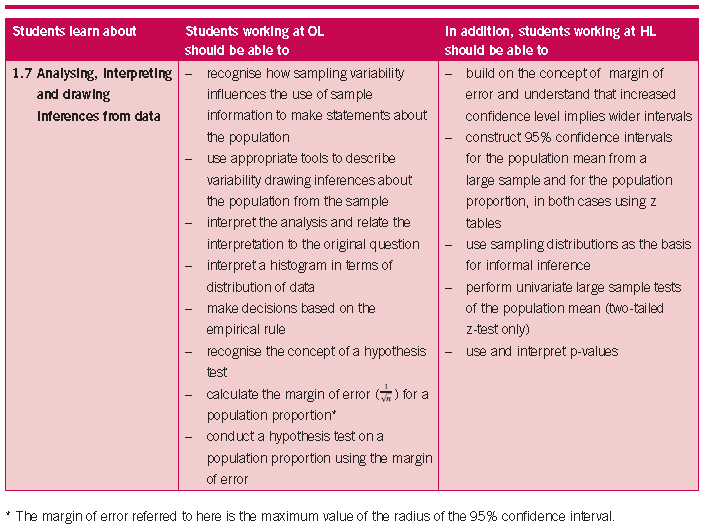 Students learn about
Students working at OL
should be able to
In addition, students working at HL
should be able to
1.7 Analysing, interpreting
and drawing
inferences from data
– recognise how sampling variability
influences the use of sample
information to make statements about
the population
– use appropriate tools to describe
variability drawing inferences about
the population from the sample
– interpret the analysis and relate the
interpretation to the original question
– interpret a histogram in terms of
distribution of data
– make decisions based on the
empirical rule
– recognise the concept of a hypothesis
test
– calculate the margin of error (1/√n) for a
population proportion*
– conduct a hypothesis test on a
population proportion using the margin
of error
– build on the concept of margin of
error and understand that increased
confidence level implies wider intervals
– construct 95% confidence intervals
for the population mean from a
large sample and for the population
proportion, in both cases using z
tables
– use sampling distributions as the basis
for informal inference
– perform univariate large sample tests
of the population mean (two-tailed
z-test only)
– use and interpret p-values
* The margin of error referred to here is the maximum value of the radius of the 95% confidence interval.